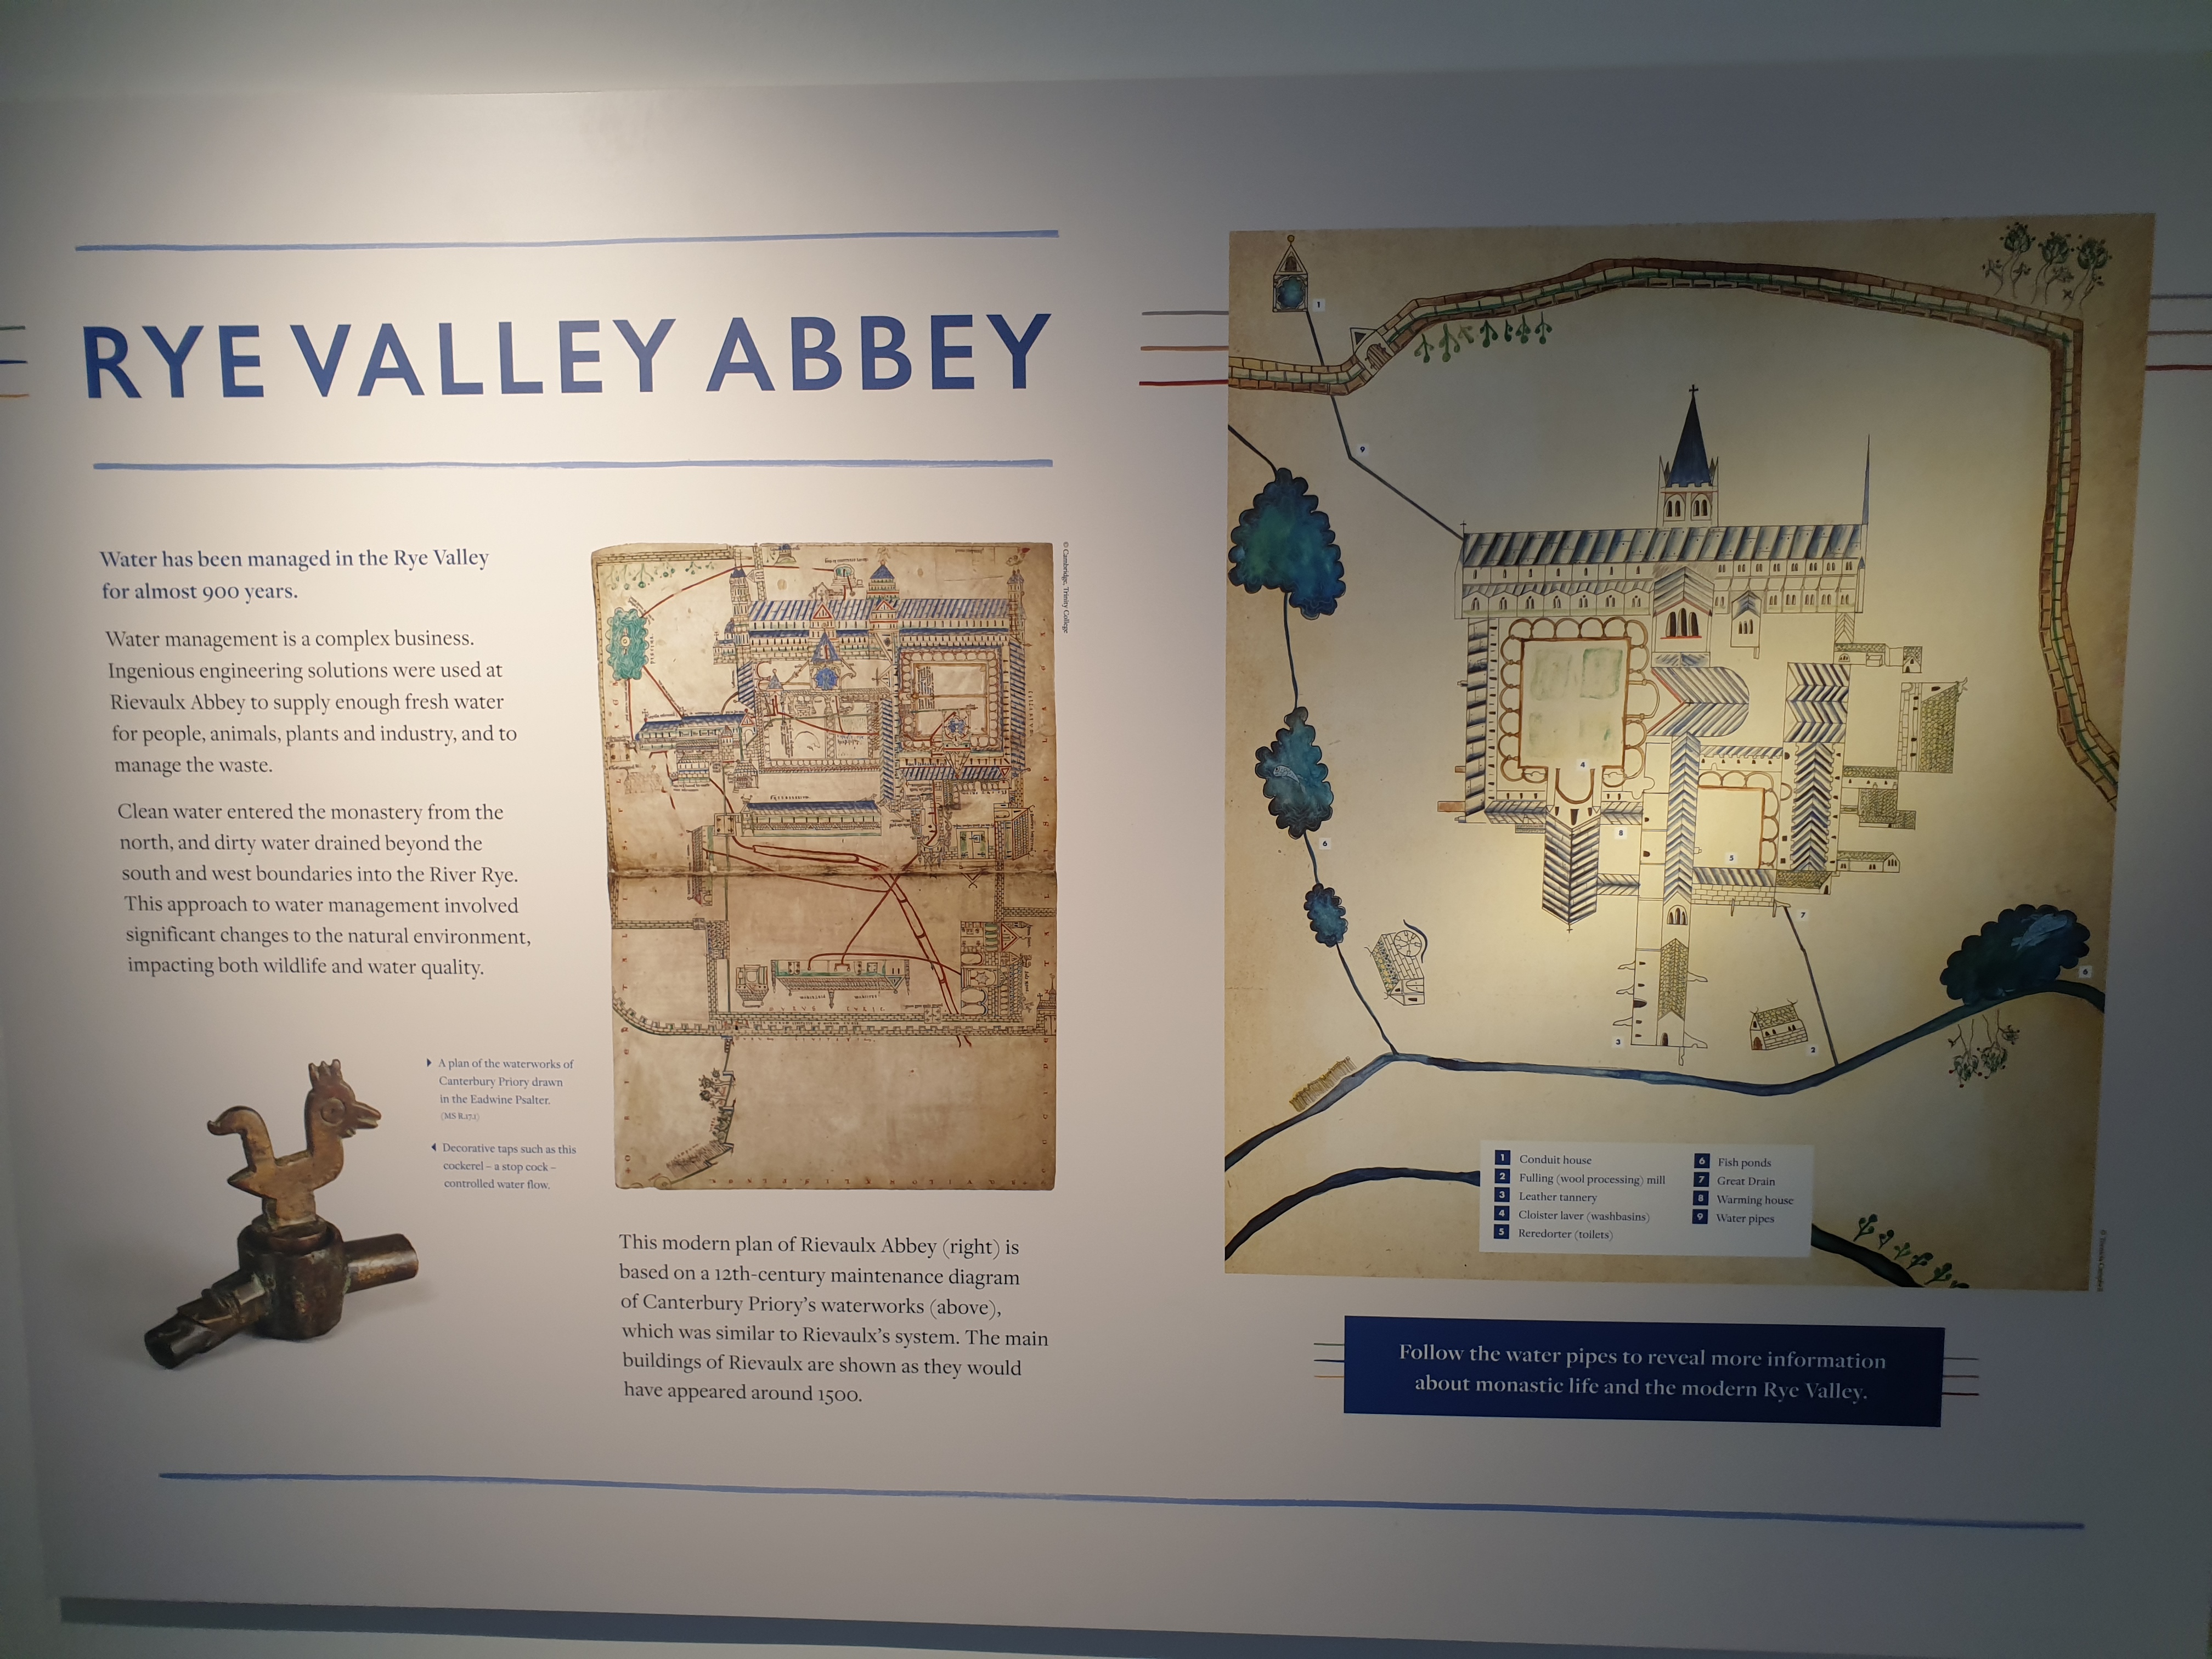 RYE VALLEY ABBEY
Water has been managed in the Rye Valley
for almost 900 years.
Water management is a complex business.
Ingenious engineering solutions were used at
Rievaulx Abbey to supply enough fresh water
for people, animals, plants and industry, and to
manage the waste.
Clean water entered the monastery from the
north, and dirty water drained beyond the
south and west boundaries into the River Rye.
This approach to water management involved
significant changes to the natural environment,
impacting both wildlife and water quality.
A plan of the waterworks of
Canterbury Priory drawn
in the Eadwine Psalter.
(MS R.17.1)
Decorative taps such as this
cockerel – a stop cock –
controlled water flow.
© Cambridge, Trinity College
This modern plan of Rievaulx Abbey (right) is
based on a 12th-century maintenance diagram
of Canterbury Priory's waterworks (above),
which was similar to Rievaulx's system. The main
buildings of Rievaulx are shown as they would
have appeared around 1500.
1
9
4
8
5
6
7
6
3
2
1 Conduit house
2 Fulling (wool processing) mill
3 Leather tannery
4 Cloister laver (washbasins)
5 Reredorter (toilets)
6 Fish ponds
7 Great Drain
8 Warming house
9 Water pipes
Follow the water pipes to reveal more information
about monastic life and the modern Rye Valley.